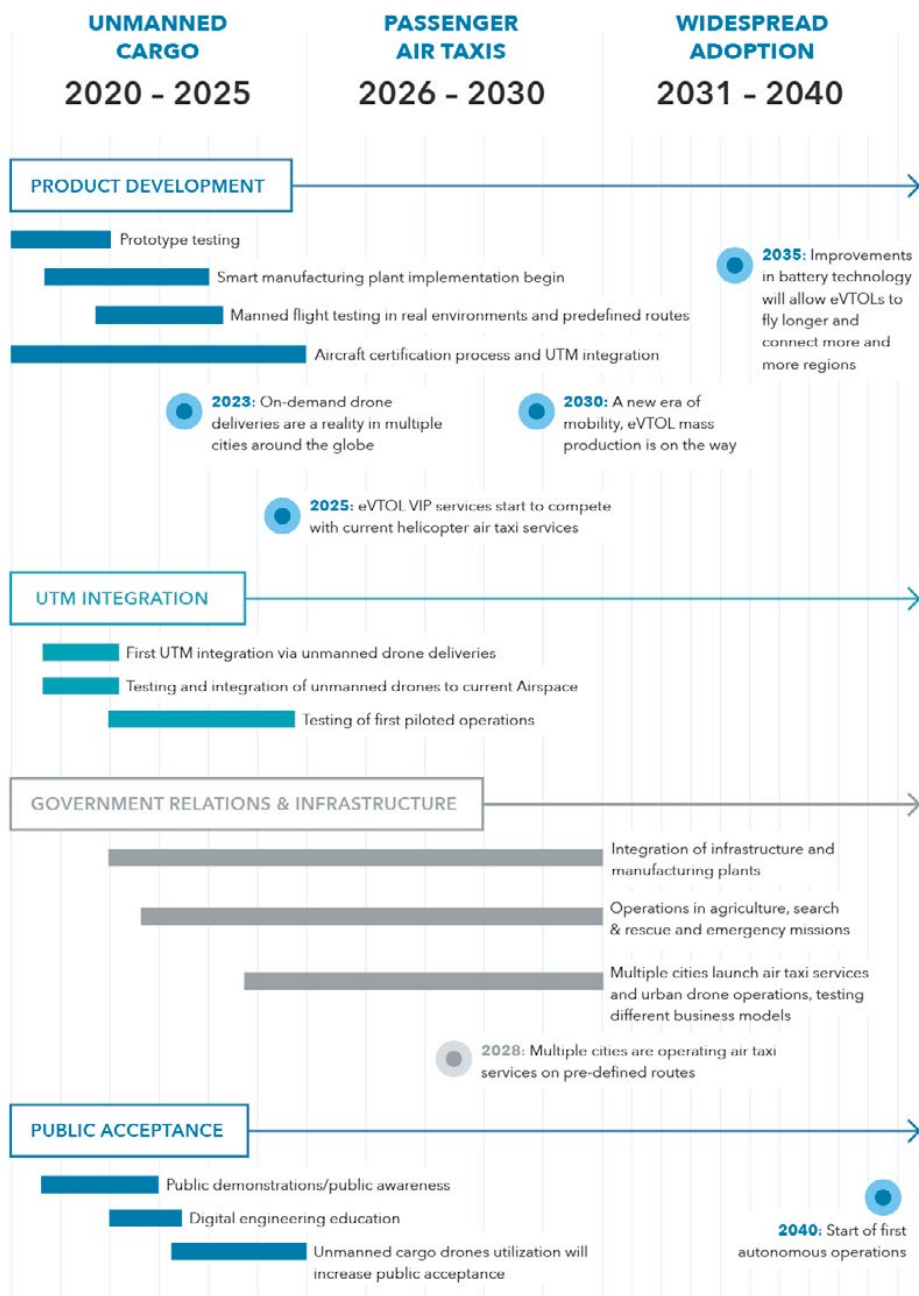 UNMANNED
CARGO
2020 – 2025
PASSENGER
AIR TAXIS
2026 – 2030
WIDESPREAD
ADOPTION
2031 – 2040
PRODUCT DEVELOPMENT
Prototype testing
Smart manufacturing plant implementation begin
Manned flight testing in real environments and predefined routes
Aircraft certification process and UTM integration
2035: Improvements
in battery technology
will allow eVTOLs to
fly longer and
connect more and
more regions
2023: On-demand drone
deliveries are a reality in multiple
cities around the globe
2030: A new era of
mobility, eVTOL mass
production is on the way
2025: eVTOL VIP services start to compete
with current helicopter air taxi services
UTM INTEGRATION
First UTM integration via unmanned drone deliveries
Testing and integration of unmanned drones to current Airspace
Testing of first piloted operations
GOVERNMENT RELATIONS & INFRASTRUCTURE
Integration of infrastructure and
manufacturing plants
Operations in agriculture, search
& rescue and emergency missions
Multiple cities launch air taxi services
and urban drone operations, testing
different business models
2028: Multiple cities are operating air taxi
services on pre-defined routes
PUBLIC ACCEPTANCE
Public demonstrations/public awareness
Digital engineering education
Unmanned cargo drones utilization will
increase public acceptance
2040: Start of first
autonomous operations